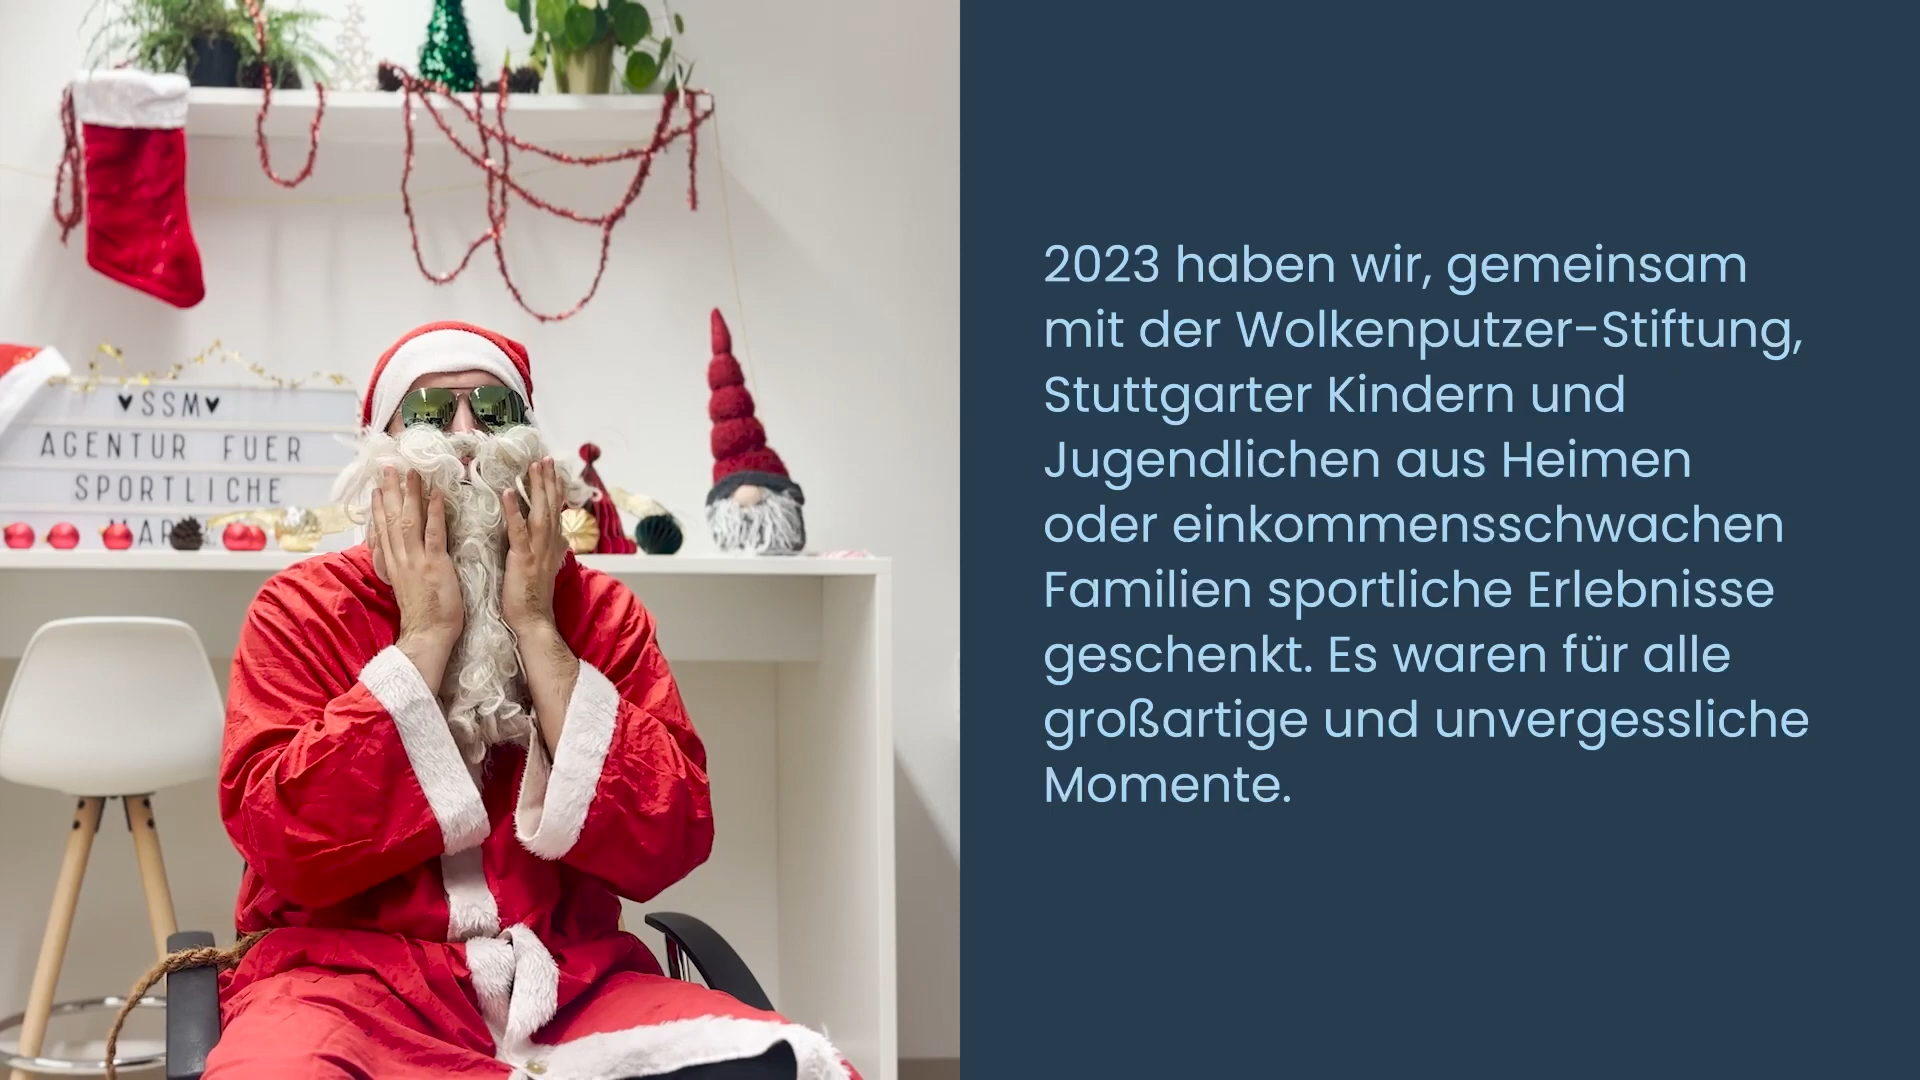 ♥SSM♥
AGENTUR FUER
SPORTLICHE
2023 haben wir, gemeinsam
mit der Wolkenputzer-Stiftung,
Stuttgarter Kindern und
Jugendlichen aus Heimen
oder einkommensschwachen
Familien sportliche Erlebnisse
geschenkt. Es waren für alle
großartige und unvergessliche
Momente.